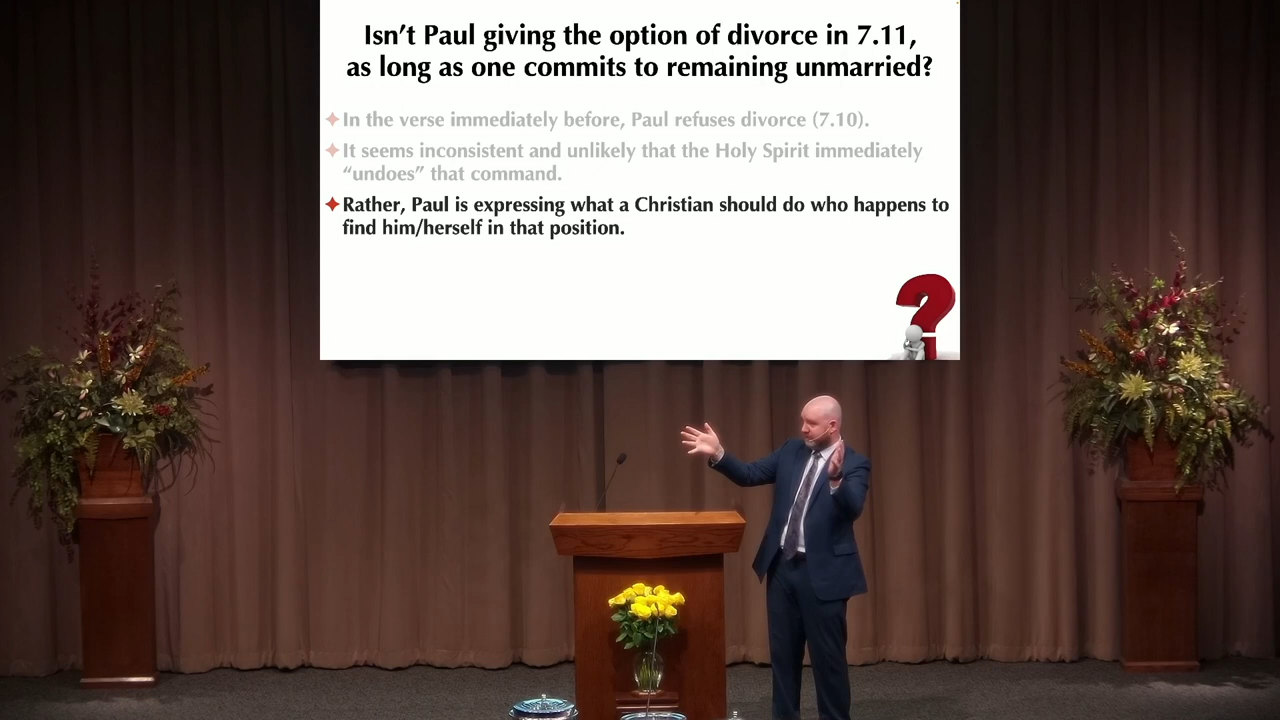 Isn’t Paul giving the option of divorce in 7.11,
as long as one commits to remaining unmarried?
In the verse immediately before, Paul refuses divorce (7.10).
It seems inconsistent and unlikely that the Holy Spirit immediately
“undoes” that command.
Rather, Paul is expressing what a Christian should do who happens to
find him/herself in that position.